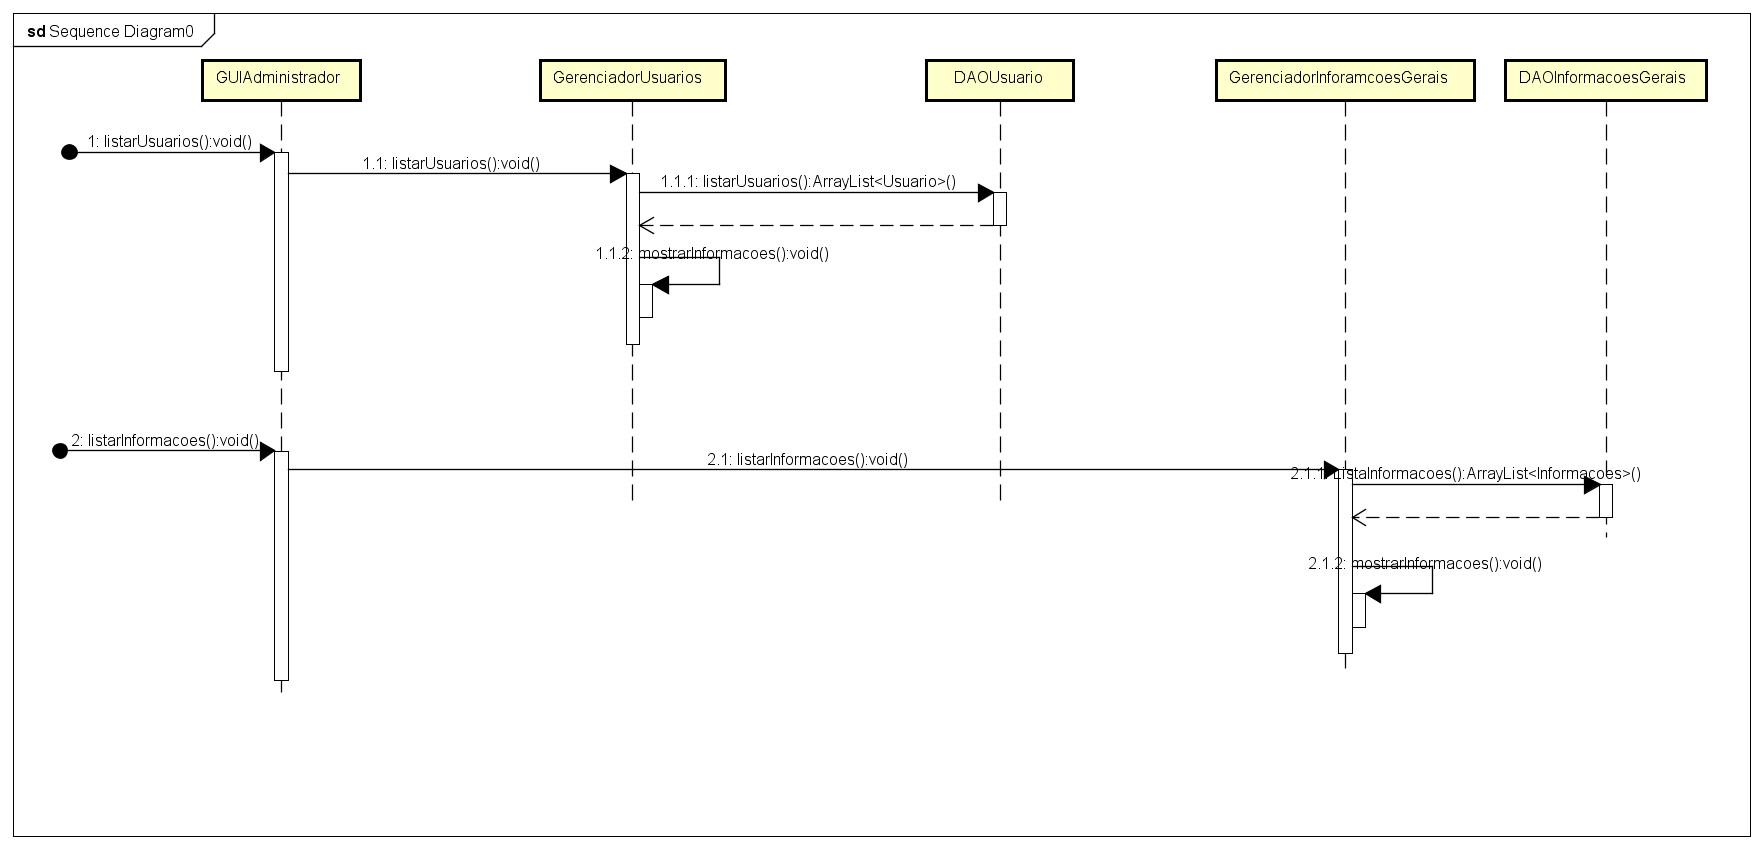 sd Sequence Diagram0
GUIAdministrador
GerenciadorUsuarios
DAOUsuario
GerenciadorInforamcoesGerais
DAOInformacoesGerais
1: listarUsuarios():void()
1.1: listarUsuarios():void()
1.1.1: listarUsuarios():ArrayList<Usuario>()
1.1.2: mostrarInformacoes():void()
2: listarInformacoes():void()
2.1: listarInformacoes():void()
2.1.1: ListaInformacoes():ArrayList<Informacoes>()
2.1.2: mostrarInformacoes():void()